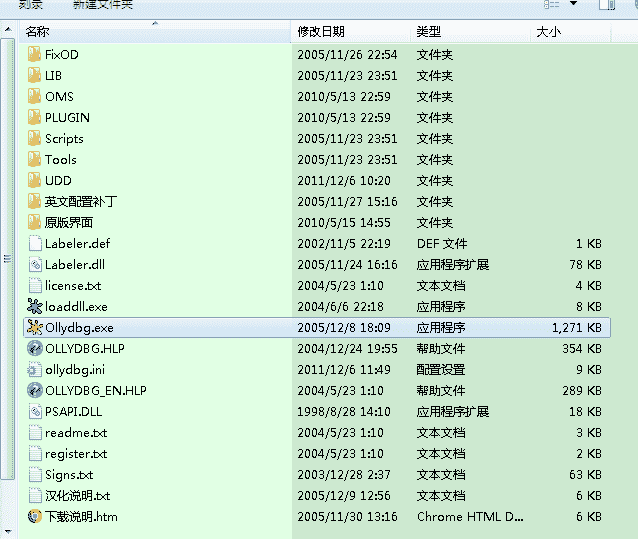 刻录 新建文件夹
名称 修改日期 类型 大小
FixOD 2005/11/26 22:54 文件夹
LIB 2005/11/23 23:51 文件夹
OMS 2010/5/13 22:59 文件夹
PLUGIN 2010/5/13 22:59 文件夹
Scripts 2005/11/23 23:51 文件夹
Tools 2005/11/23 23:51 文件夹
UDD 2011/12/6 10:20 文件夹
英文配置补丁 2005/11/27 15:16 文件夹
原版界面 2010/5/15 14:55 文件夹
Labeler.def 2002/11/5 22:19 DEF 文件 1 KB
Labeler.dll 2005/11/24 16:16 应用程序扩展 78 KB
license.txt 2004/5/23 1:10 文本文档 4 KB
loaddll.exe 2004/6/6 22:18 应用程序 8 KB
Ollydbg.exe 2005/12/8 18:09 应用程序 1,271 KB
OLLYDBG.HLP 2004/12/24 19:55 帮助文件 354 KB
ollydbg.ini 2011/12/6 11:49 配置设置 9 KB
OLLYDBG_EN.HLP 2004/5/23 1:10 帮助文件 289 KB
PSAPI.DLL 1998/8/28 14:10 应用程序扩展 18 KB
readme.txt 2004/5/23 1:10 文本文档 3 KB
register.txt 2004/5/23 1:10 文本文档 2 KB
Signs.txt 2003/12/28 2:37 文本文档 63 KB
汉化说明.txt 2005/12/9 12:56 文本文档 6 KB
下载说明.htm 2005/11/30 13:16 Chrome HTML D... 6 KB